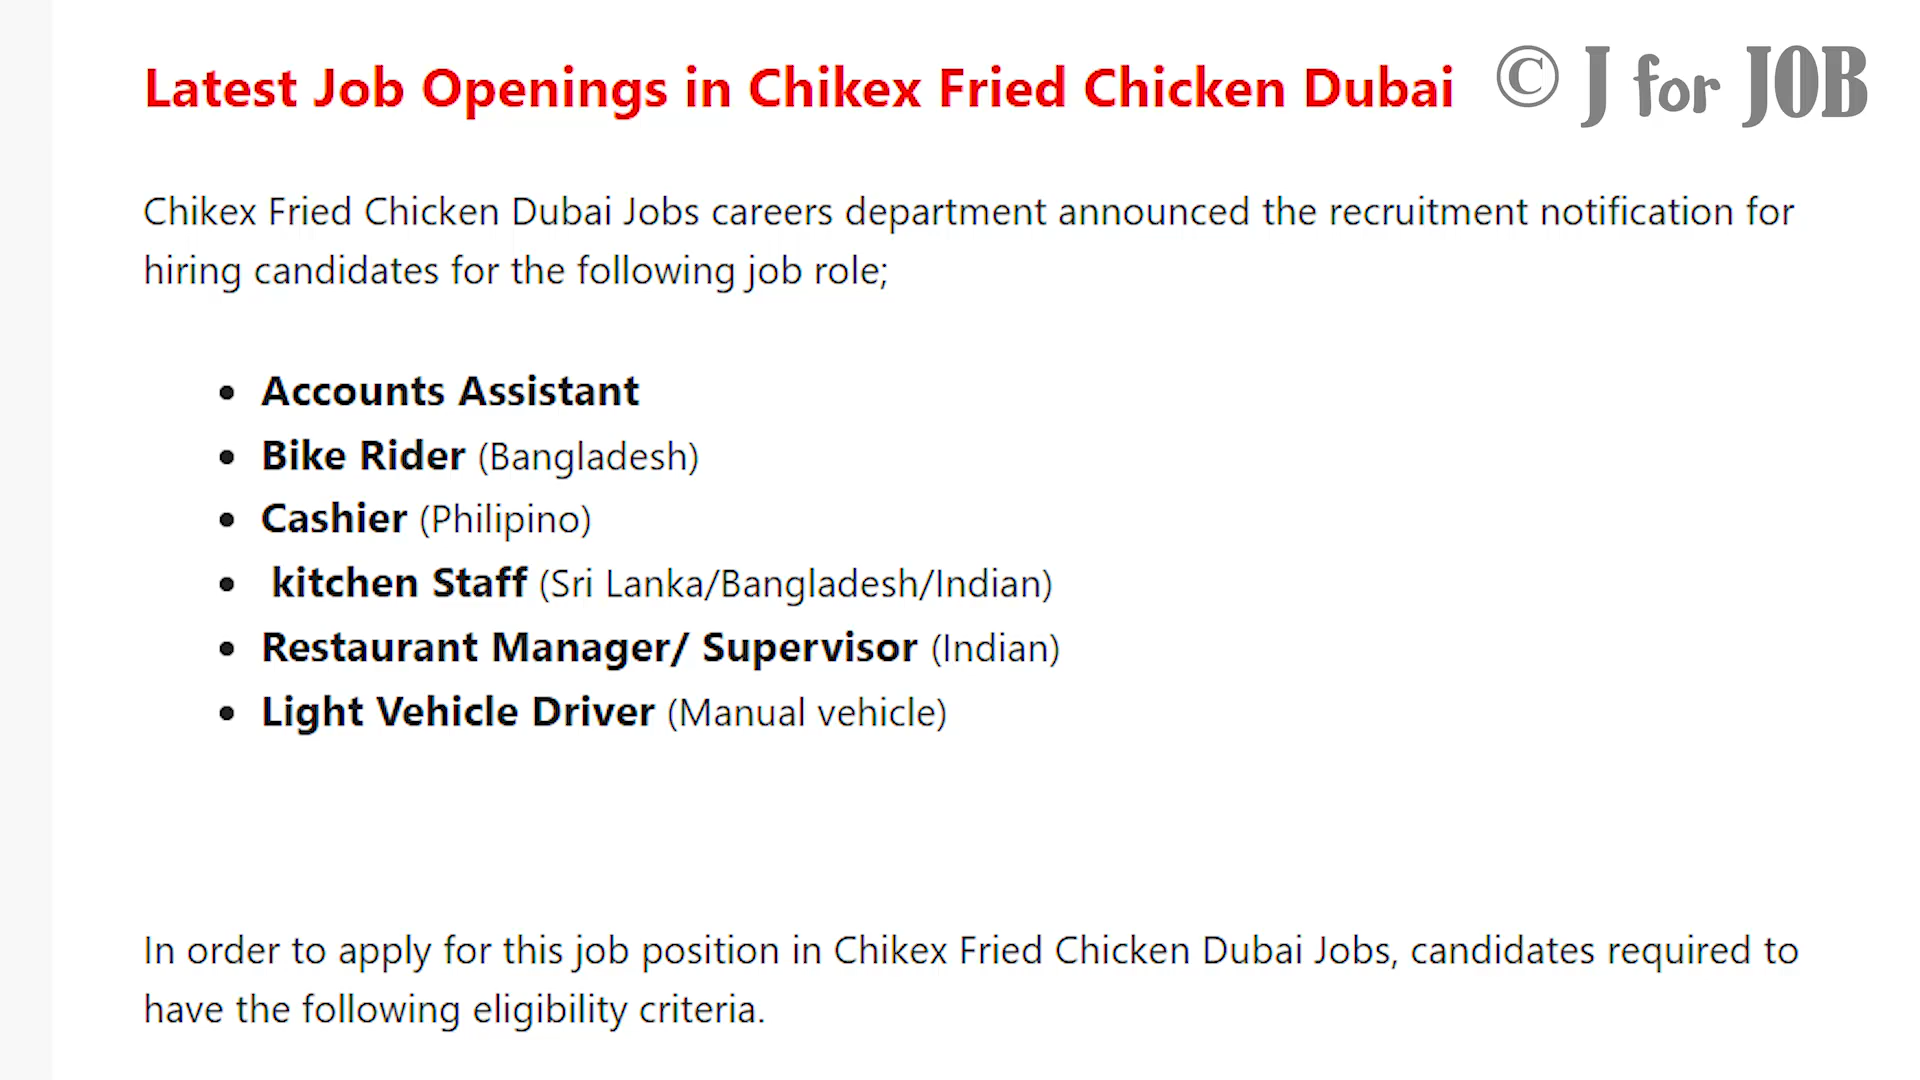 Latest Job Openings in Chikex Fried Chicken Dubai
© J for JOB
Chikex Fried Chicken Dubai Jobs careers department announced the recruitment notification for
hiring candidates for the following job role;
• Accounts Assistant
• Bike Rider (Bangladesh)
• Cashier (Philipino)
• kitchen Staff (Sri Lanka/Bangladesh/Indian)
• Restaurant Manager/ Supervisor (Indian)
• Light Vehicle Driver (Manual vehicle)
In order to apply for this job position in Chikex Fried Chicken Dubai Jobs, candidates required to
have the following eligibility criteria.